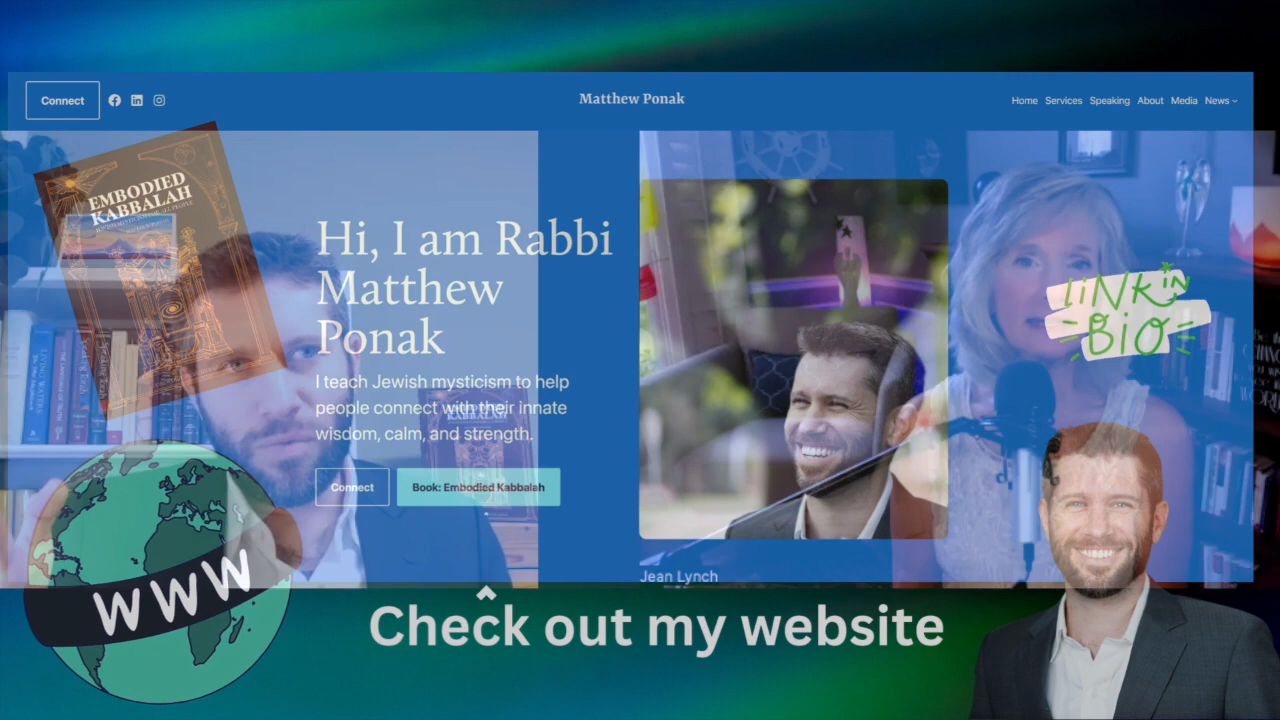 Connect
Matthew Ponak
Home Services Speaking About Media News
EMBODIED
KABBALAH
Hi, I am Rabbi
Matthew
Ponak
I teach Jewish mysticism to help
people connect with their innate
wisdom, calm, and strength.
Connect
Book: Embodied Kabbalah
KABBALAH
LiNK iN
BiO
Jean Lynch
WWW
Check out my website